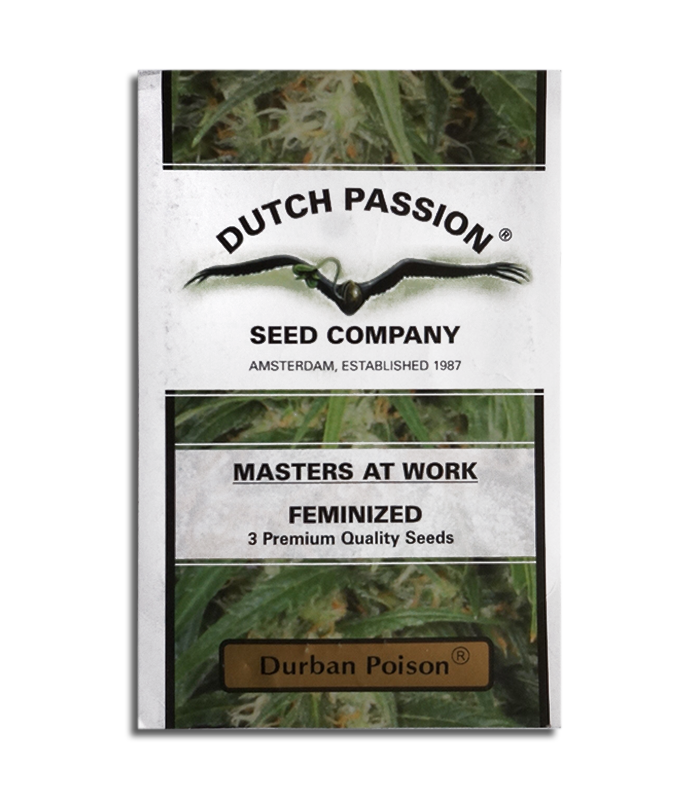 DUTCH PASSION ®
SEED COMPANY
AMSTERDAM, ESTABLISHED 1987
MASTERS AT WORK
FEMINIZED
3 Premium Quality Seeds
Durban Poison®